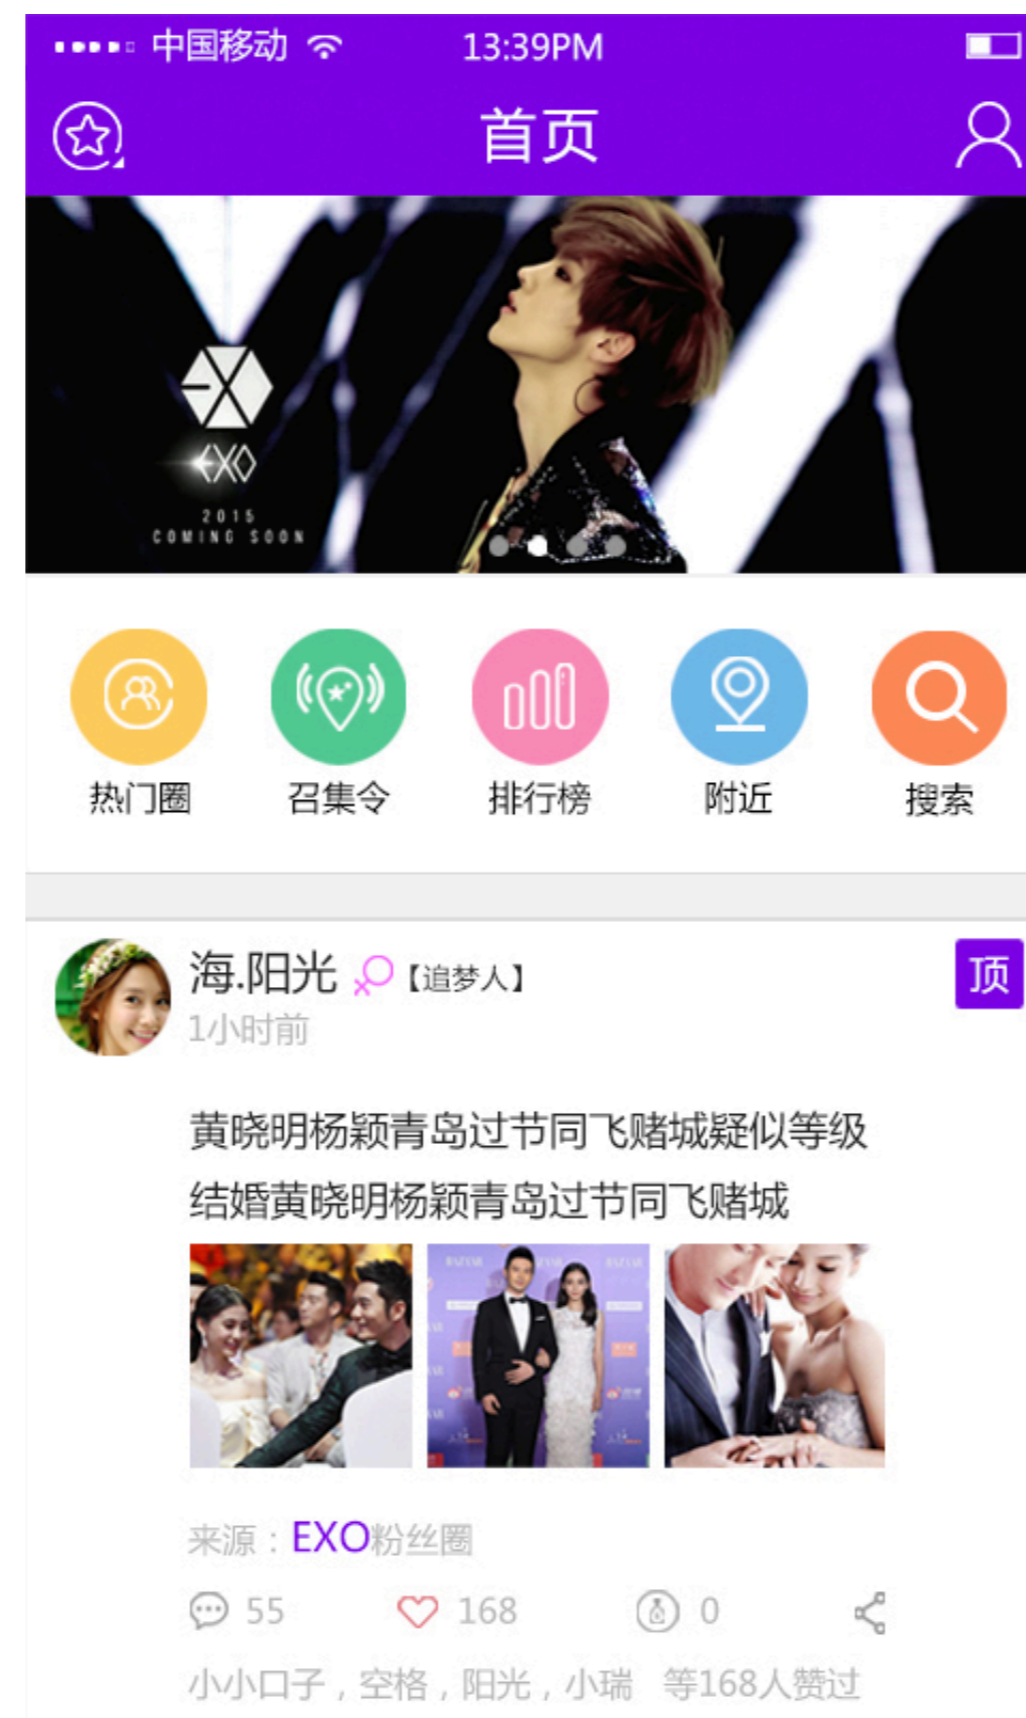 中国移动 13:39PM
首页
EXO
2015
COMING SOON
热门圈 召集令 排行榜 附近 搜索
海.阳光 【追梦人】 顶
1小时前
黄晓明杨颖青岛过节同飞赌城疑似等级
结婚黄晓明杨颖青岛过节同飞赌城
BAZAAR
来源：EXO粉丝圈
55 168 0
小小口子，空格，阳光，小瑞 等168人赞过